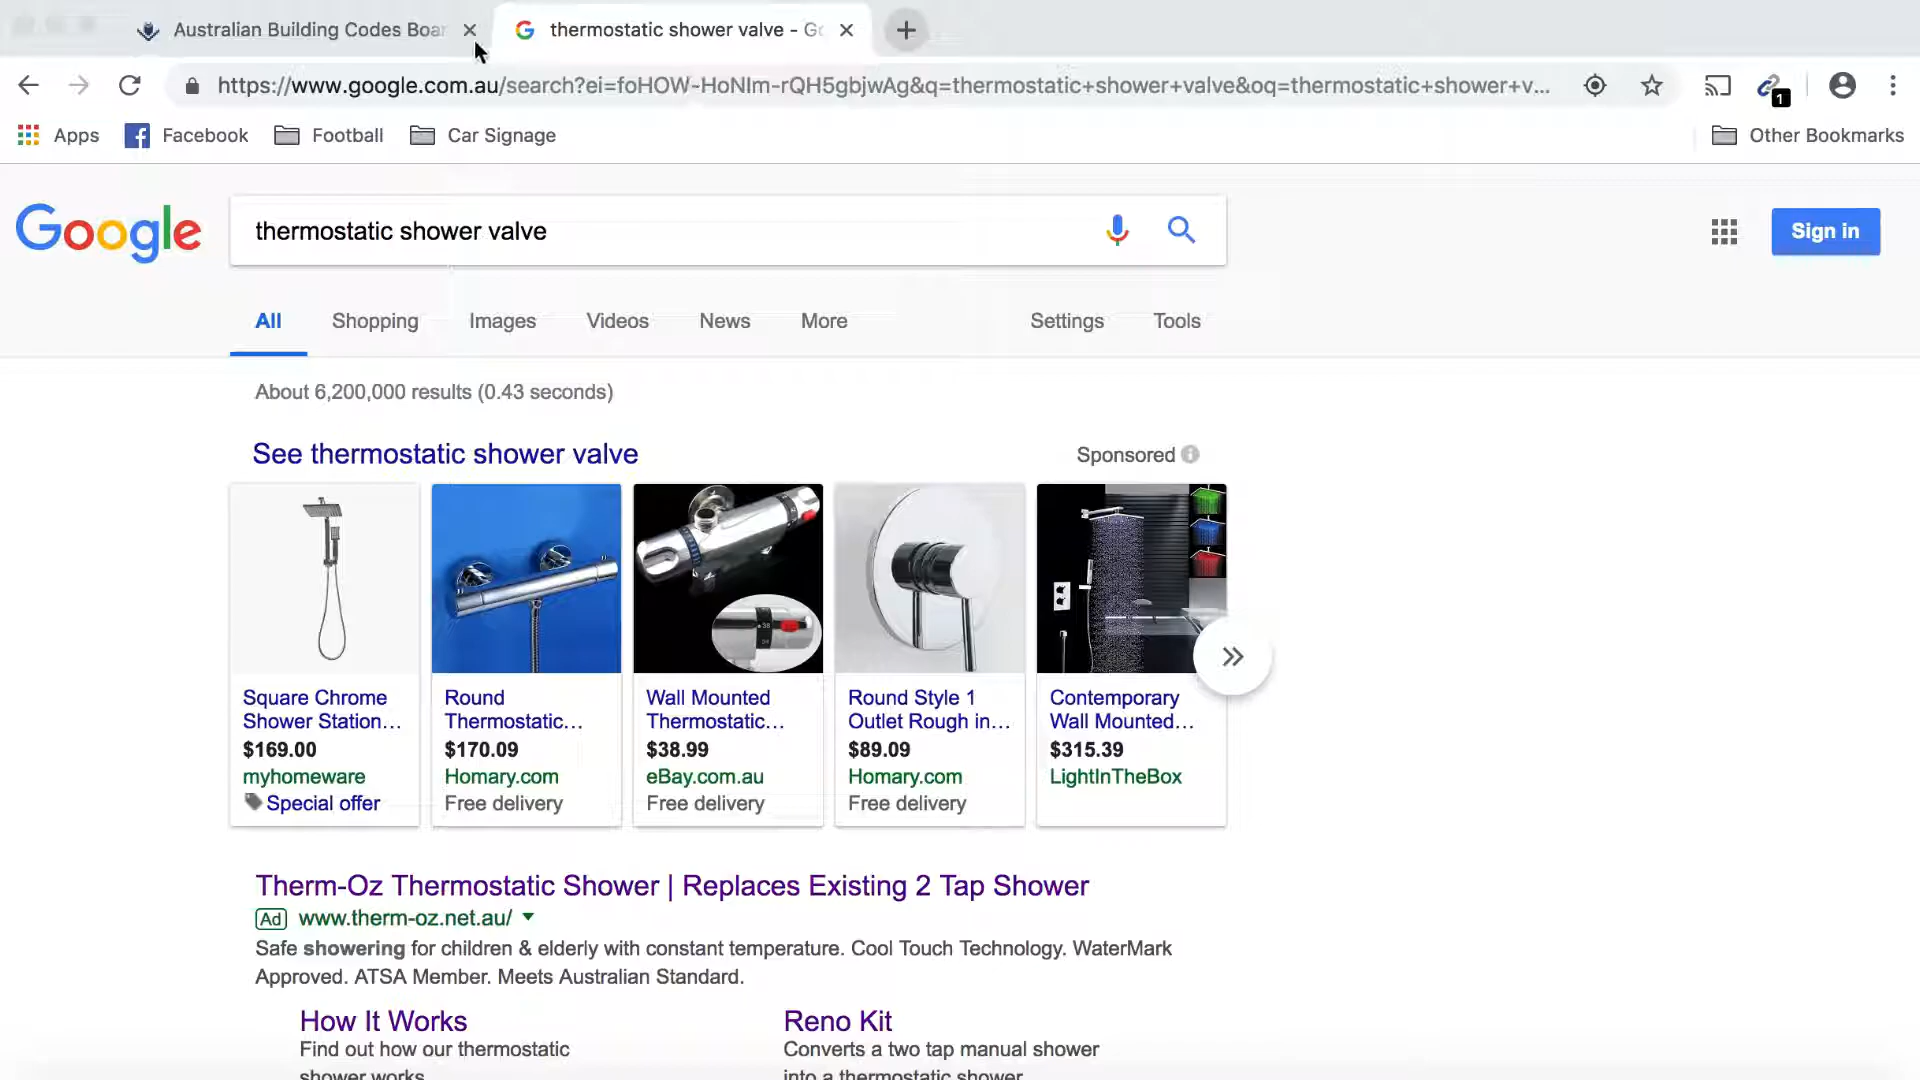 Australian Building Codes Boar
thermostatic shower valve - Go
https://www.google.com.au/search?ei=foHOW-HoNIm-rQH5gbjwAg&q=thermostatic+shower+valve&oq=thermostatic+shower+v...
1
Apps
Facebook
Football
Car Signage
Other Bookmarks
Google
thermostatic shower valve
Sign in
All
Shopping
Images
Videos
News
More
Settings
Tools
About 6,200,000 results (0.43 seconds)
See thermostatic shower valve
Sponsored
Square Chrome
Shower Station...
$169.00
myhomeware
Special offer
Round
Thermostatic...
$170.09
Homary.com
Free delivery
Wall Mounted
Thermostatic...
$38.99
eBay.com.au
Free delivery
Round Style 1
Outlet Rough in...
$89.09
Homary.com
Free delivery
Contemporary
Wall Mounted...
$315.39
LightInTheBox
Therm-Oz Thermostatic Shower | Replaces Existing 2 Tap Shower
Ad www.therm-oz.net.au/
Safe showering for children & elderly with constant temperature. Cool Touch Technology. WaterMark
Approved. ATSA Member. Meets Australian Standard.
How It Works
Find out how our thermostatic
shower works
Reno Kit
Converts a two tap manual shower
into a thermostatic shower